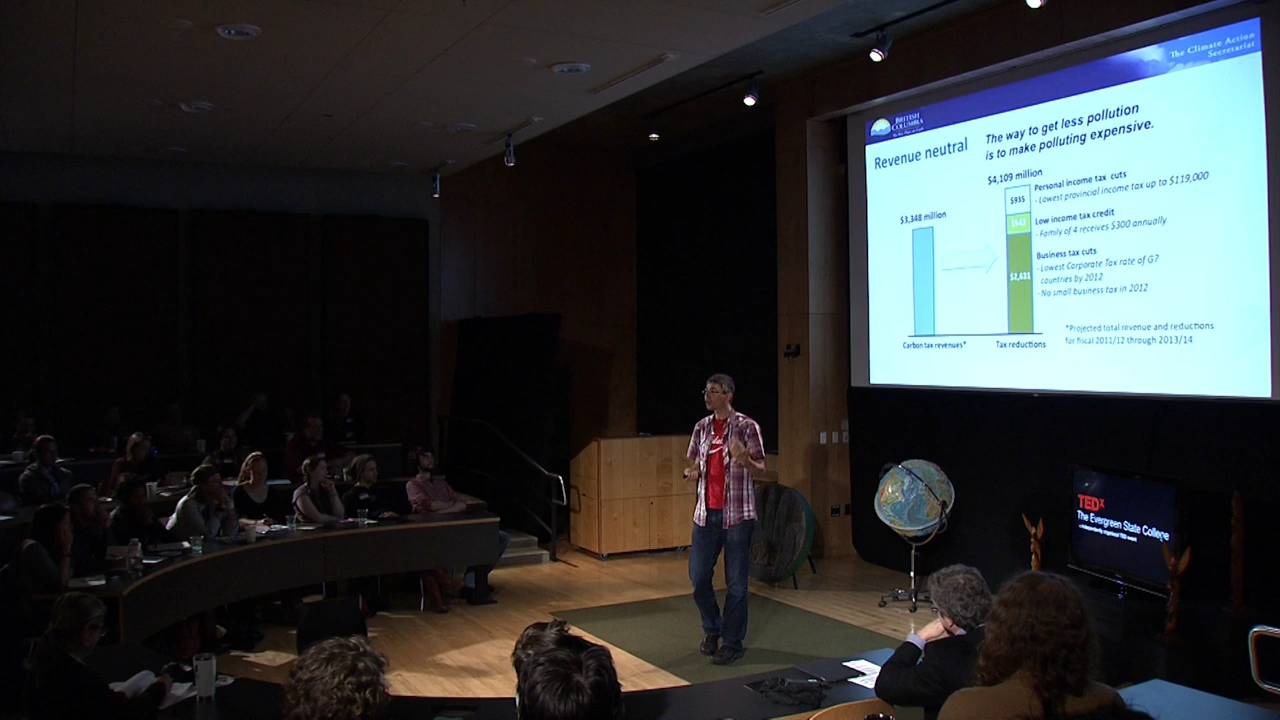 The Climate Action
Secretariat
BRITISH
COLUMBIA
Revenue neutral
The way to get less pollution
is to make polluting expensive.
$4,109 million
$3,348 million
$935
$543
$2,631
Personal income tax cuts
- Lowest provincial income tax up to $119,000
Low income tax credit
- Family of 4 receives $300 annually
Business tax cuts
- Lowest Corporate Tax rate of G7
countries by 2012
- No small business tax in 2012
Carbon tax revenues*
Tax reductions
*Projected total revenue and reductions
for fiscal 2011/12 through 2013/14
TEDx
The Evergreen State College